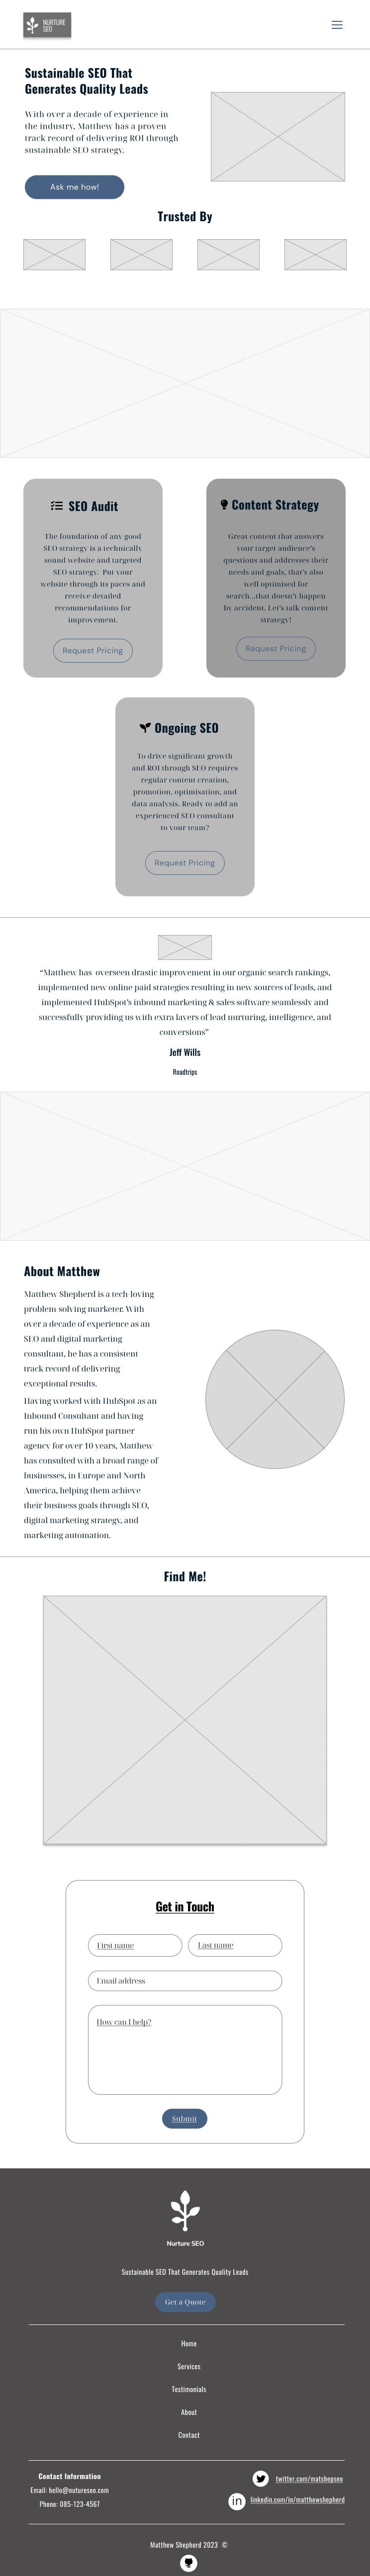 NURTURE
SEO
Sustainable SEO That
Generates Quality Leads
With over a decade of experience in
the industry, Matthew has a proven
track record of delivering ROI through
sustainable SEO strategy.
Ask me how!
Trusted By
SEO Audit
The foundation of any good
SEO strategy is a technically
sound website and targeted
SEO strategy. Put your
website through its paces and
receive detailed
recommendations for
improvement.
Request Pricing
Content Strategy
Great content that answers
your target audience's
questions and addresses their
needs and goals, that's also
well optimised for
search...that doesn't happen
by accident. Let's talk content
strategy!
Request Pricing
Ongoing SEO
To drive significant growth
and ROI through SEO requires
regular content creation,
promotion, optimisation, and
data analysis. Ready to add an
experienced SEO consultant
to your team?
Request Pricing
“Matthew has overseen drastic improvement in our organic search rankings,
implemented new online paid strategies resulting in new sources of leads, and
implemented HubSpot's inbound marketing & sales software seamlessly and
successfully providing us with extra layers of lead nurturing, intelligence, and
conversions”
Jeff Wills
Roadtrips
About Matthew
Matthew Shepherd is a tech-loving
problem-solving marketer. With
over a decade of experience as an
SEO and digital marketing
consultant, he has a consistent
track record of delivering
exceptional results.
Having worked with HubSpot as an
Inbound Consultant and having
run his own HubSpot partner
agency for over 10 years, Matthew
has consulted with a broad range of
businesses, in Europe and North
America, helping them achieve
their business goals through SEO,
digital marketing strategy, and
marketing automation.
Find Me!
Get in Touch
First name
Last name
Email address
How can I help?
Submit
Nurture SEO
Sustainable SEO That Generates Quality Leads
Get a Quote
Home
Services
Testimonials
About
Contact
Contact Information
Email: hello@nutureseo.com
Phone: 085-123-4567
twitter.com/matshepseo
in
linkedin.com/in/matthewshepherd
Matthew Shepherd 2023 ©